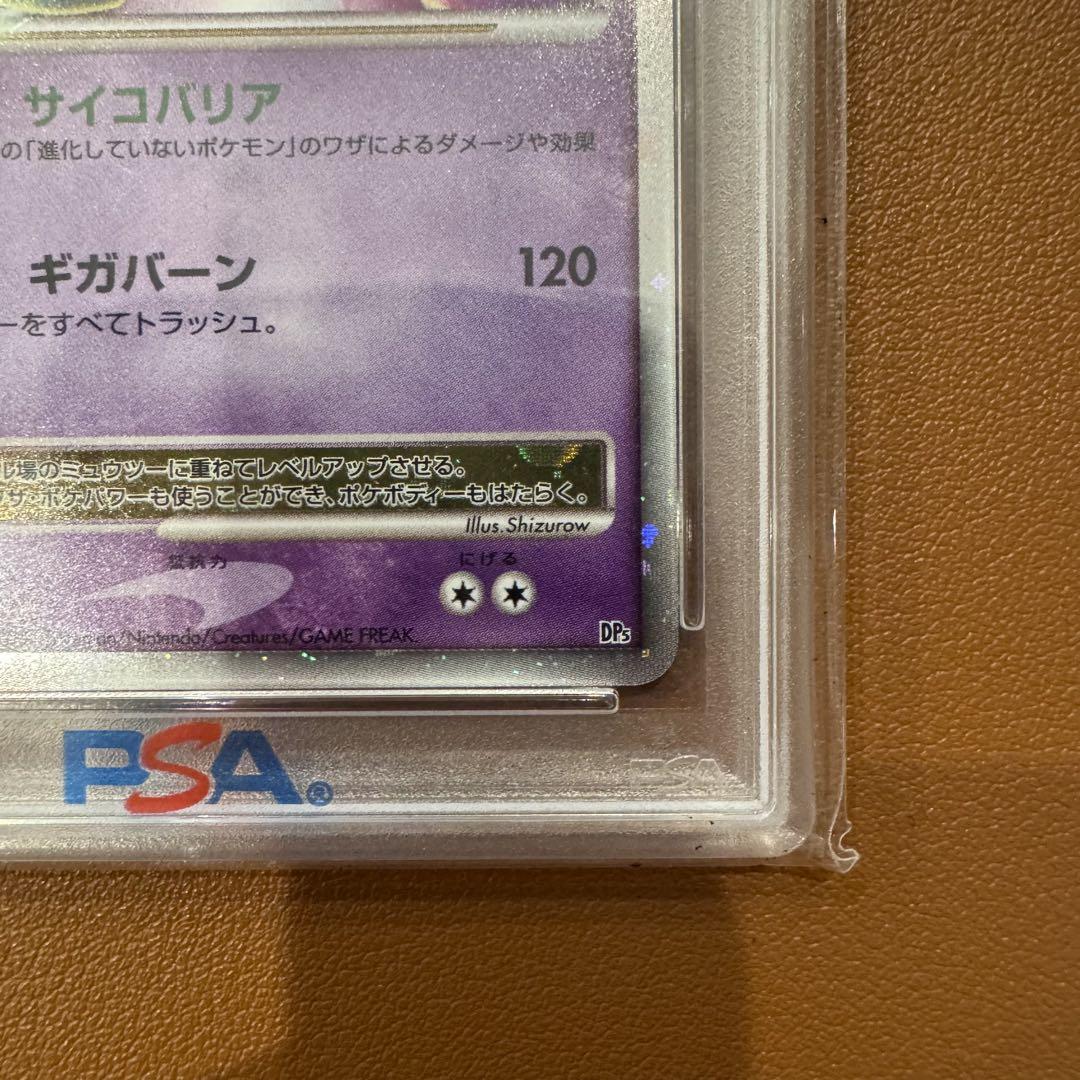 サイコバリア
の「進化していないポケモン」のワザによるダメージや効果
ギガバーン 120
ーをすべてトラッシュ。
ル場のミュウツーに重ねてレベルアップさせる。
ワザ・ポケパワーも使うことができ、ポケボディーもはたらく。
Illus. Shizurow
抵抗力 にげる
/Nintendo/Creatures/GAME FREAK.
DP5
PSA®
PSA